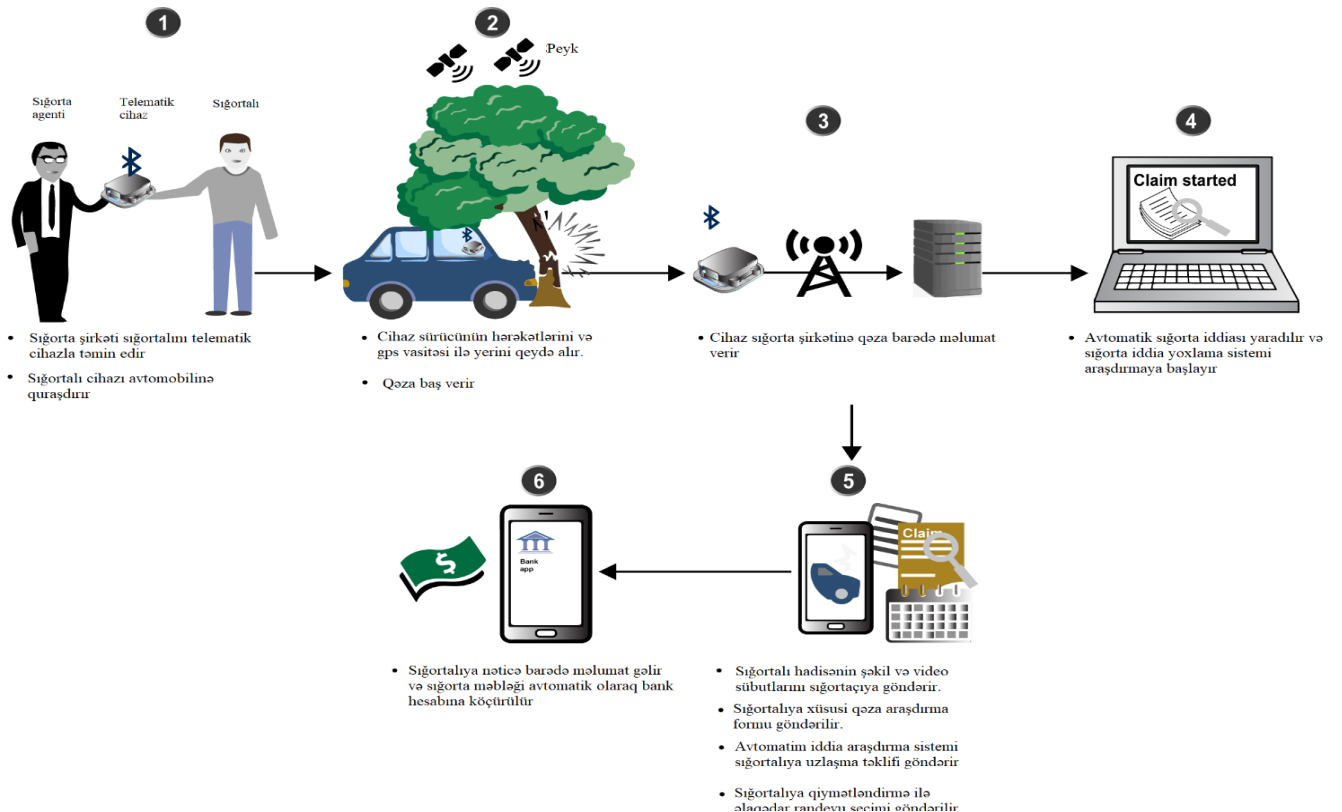 1
Sığorta
agenti
Telematik
cihaz
Sığortalı
• Sığorta şirkəti sığortalını telematik
cihazla təmin edir
• Sığortalı cihazı avtomobilinə
quraşdırır
2
Peyk
• Cihaz sürücünün hərəkətlərini və
gps vasitəsi ilə yerini qeydə alır.
• Qəza baş verir
3
• Cihaz sığorta şirkətinə qəza barədə məlumat
verir
4
Claim started
• Avtomatik sığorta iddiası yaradılır və
sığorta iddia yoxlama sistemi
araşdırmaya başlayır
5
Claim
• Sığortalı hadisənin şəkil və video
sübutlarını sığortaçıya göndərir.
• Sığortalıya xüsusi qəza araşdırma
formu göndərilir.
• Avtomatim iddia araşdırma sistemi
sığortalıya uzlaşma təklifi göndərir
• Sığortalıya qiymətləndirmə ilə
əlaqədar randevu seçimi göndərilir
6
$
Bank
app
• Sığortalıya nəticə barədə məlumat gəlir
və sığorta məbləği avtomatik olaraq bank
hesabına köçürülür